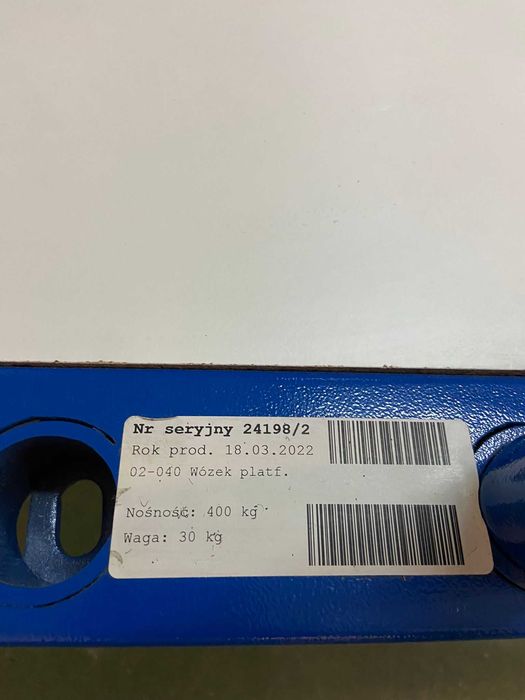 Nr seryjny 24198/2
Rok prod. 18.03.2022
02-040 Wózek platf.
Nośność: 400 kg
Waga: 30 kg